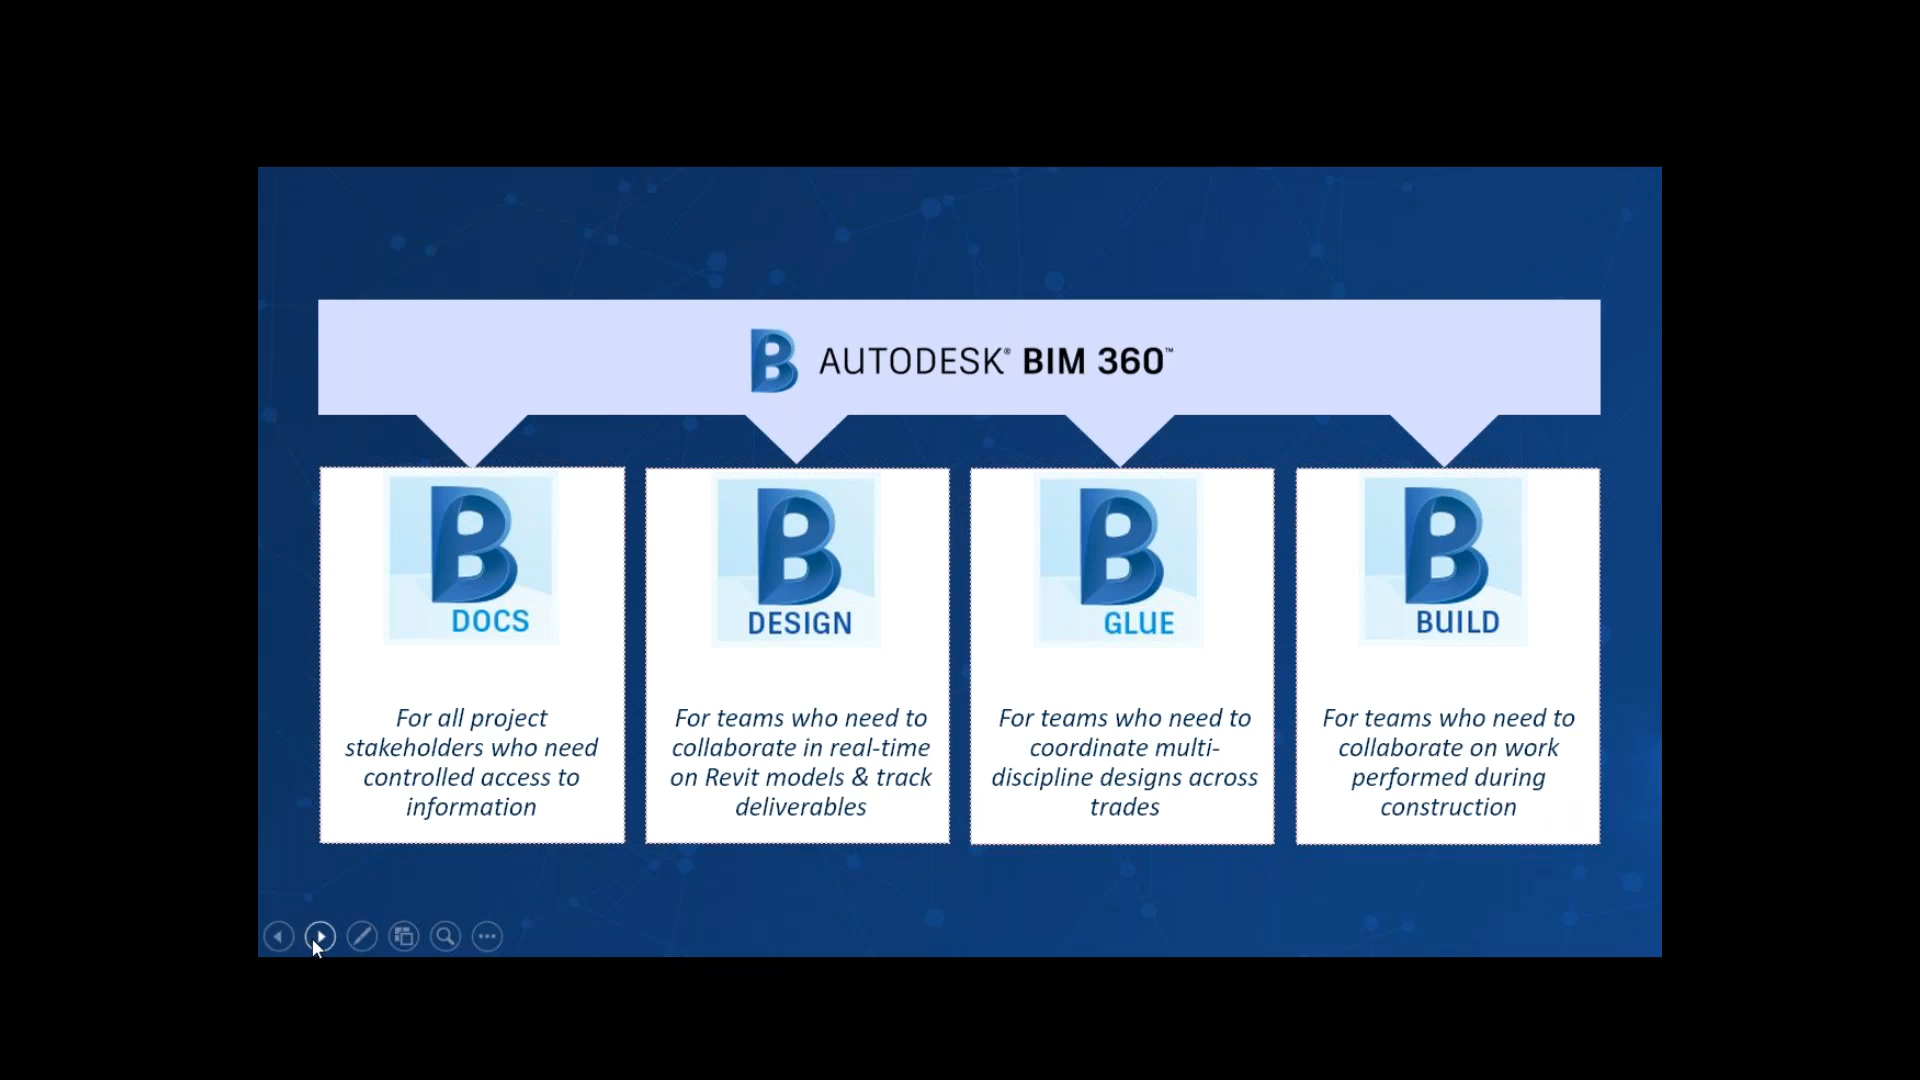 AUTODESK® BIM 360™
DOCS
For all project
stakeholders who need
controlled access to
information
DESIGN
For teams who need to
collaborate in real-time
on Revit models & track
deliverables
GLUE
For teams who need to
coordinate multi-
discipline designs across
trades
BUILD
For teams who need to
collaborate on work
performed during
construction